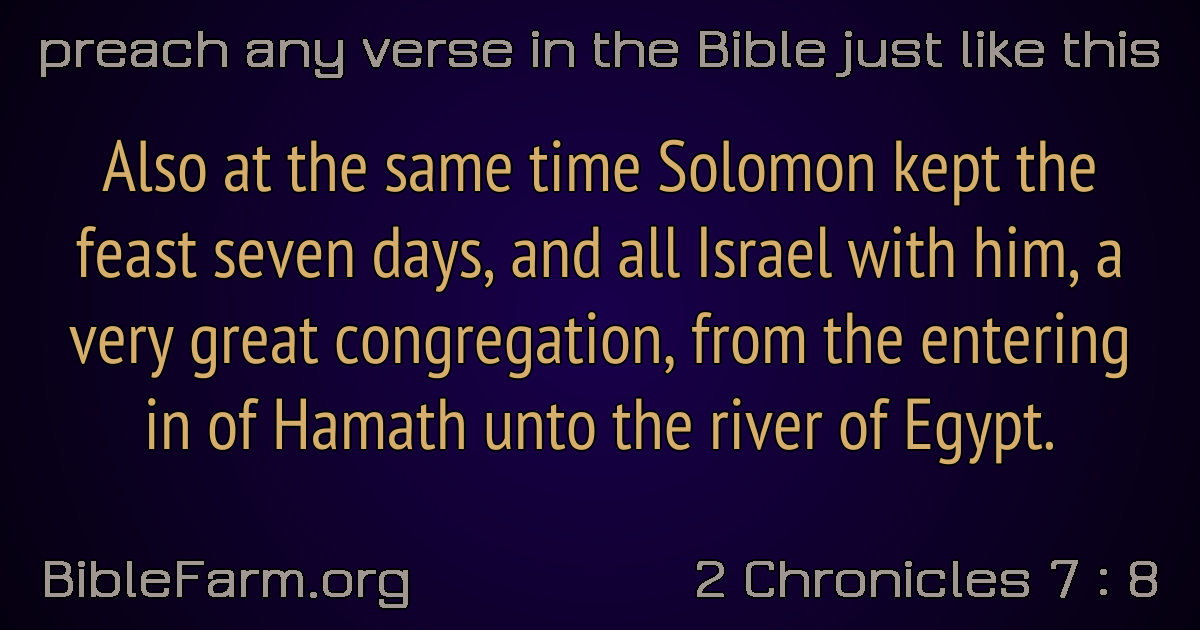 preach any verse in the Bible just like this
Also at the same time Solomon kept the
feast seven days, and all Israel with him, a
very great congregation, from the entering
in of Hamath unto the river of Egypt.
BibleFarm.org
2 Chronicles 7 : 8